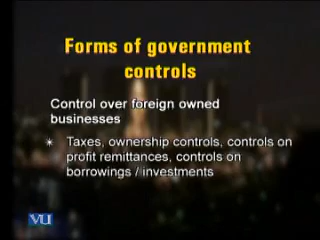 Forms of government
controls
Control over foreign owned
businesses
✶ Taxes, ownership controls, controls on
profit remittances, controls on
borrowings / investments
VU